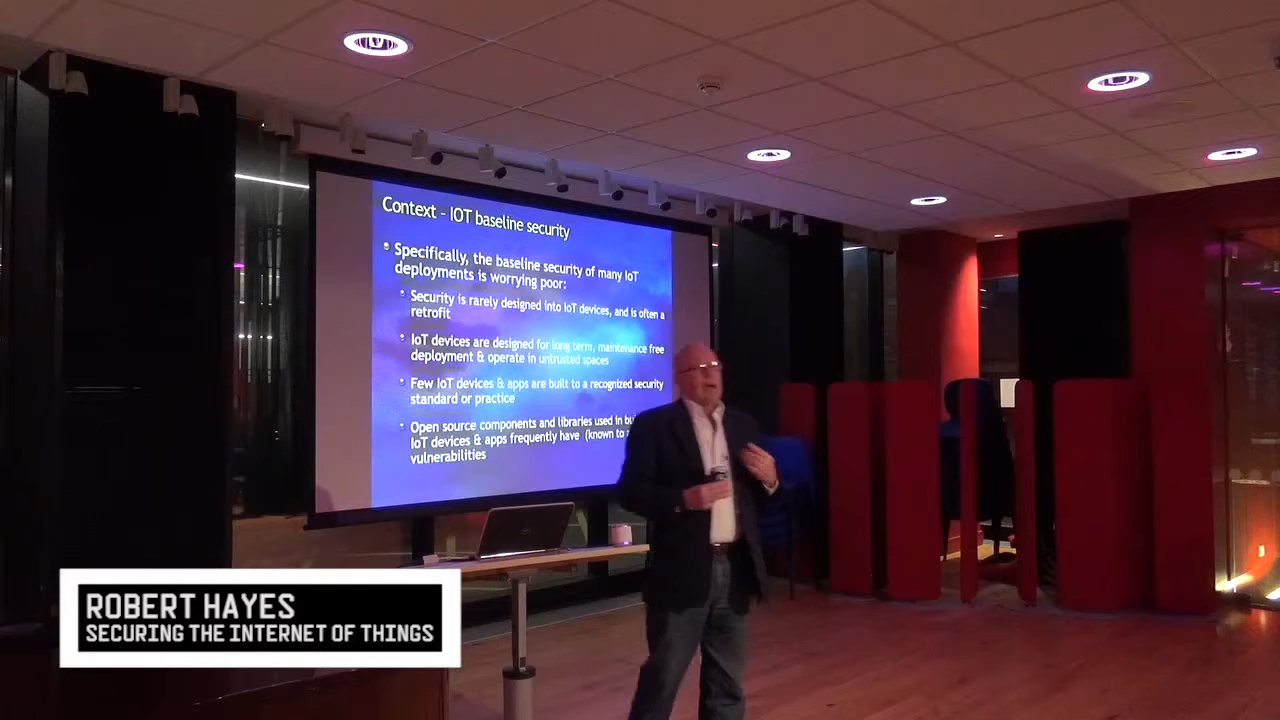 Context - IOT baseline security
Specifically, the baseline security of many IoT
deployments is worrying poor:
Security is rarely designed into IoT devices, and is often a
retrofit
IoT devices are designed for long term, maintenance free
deployment & operate in untrusted spaces
Few IoT devices & apps are built to a recognized security
standard or practice
Open source components and libraries used in
IoT devices & apps frequently have (known to
vulnerabilities
ROBERT HAYES
SECURING THE INTERNET OF THINGS